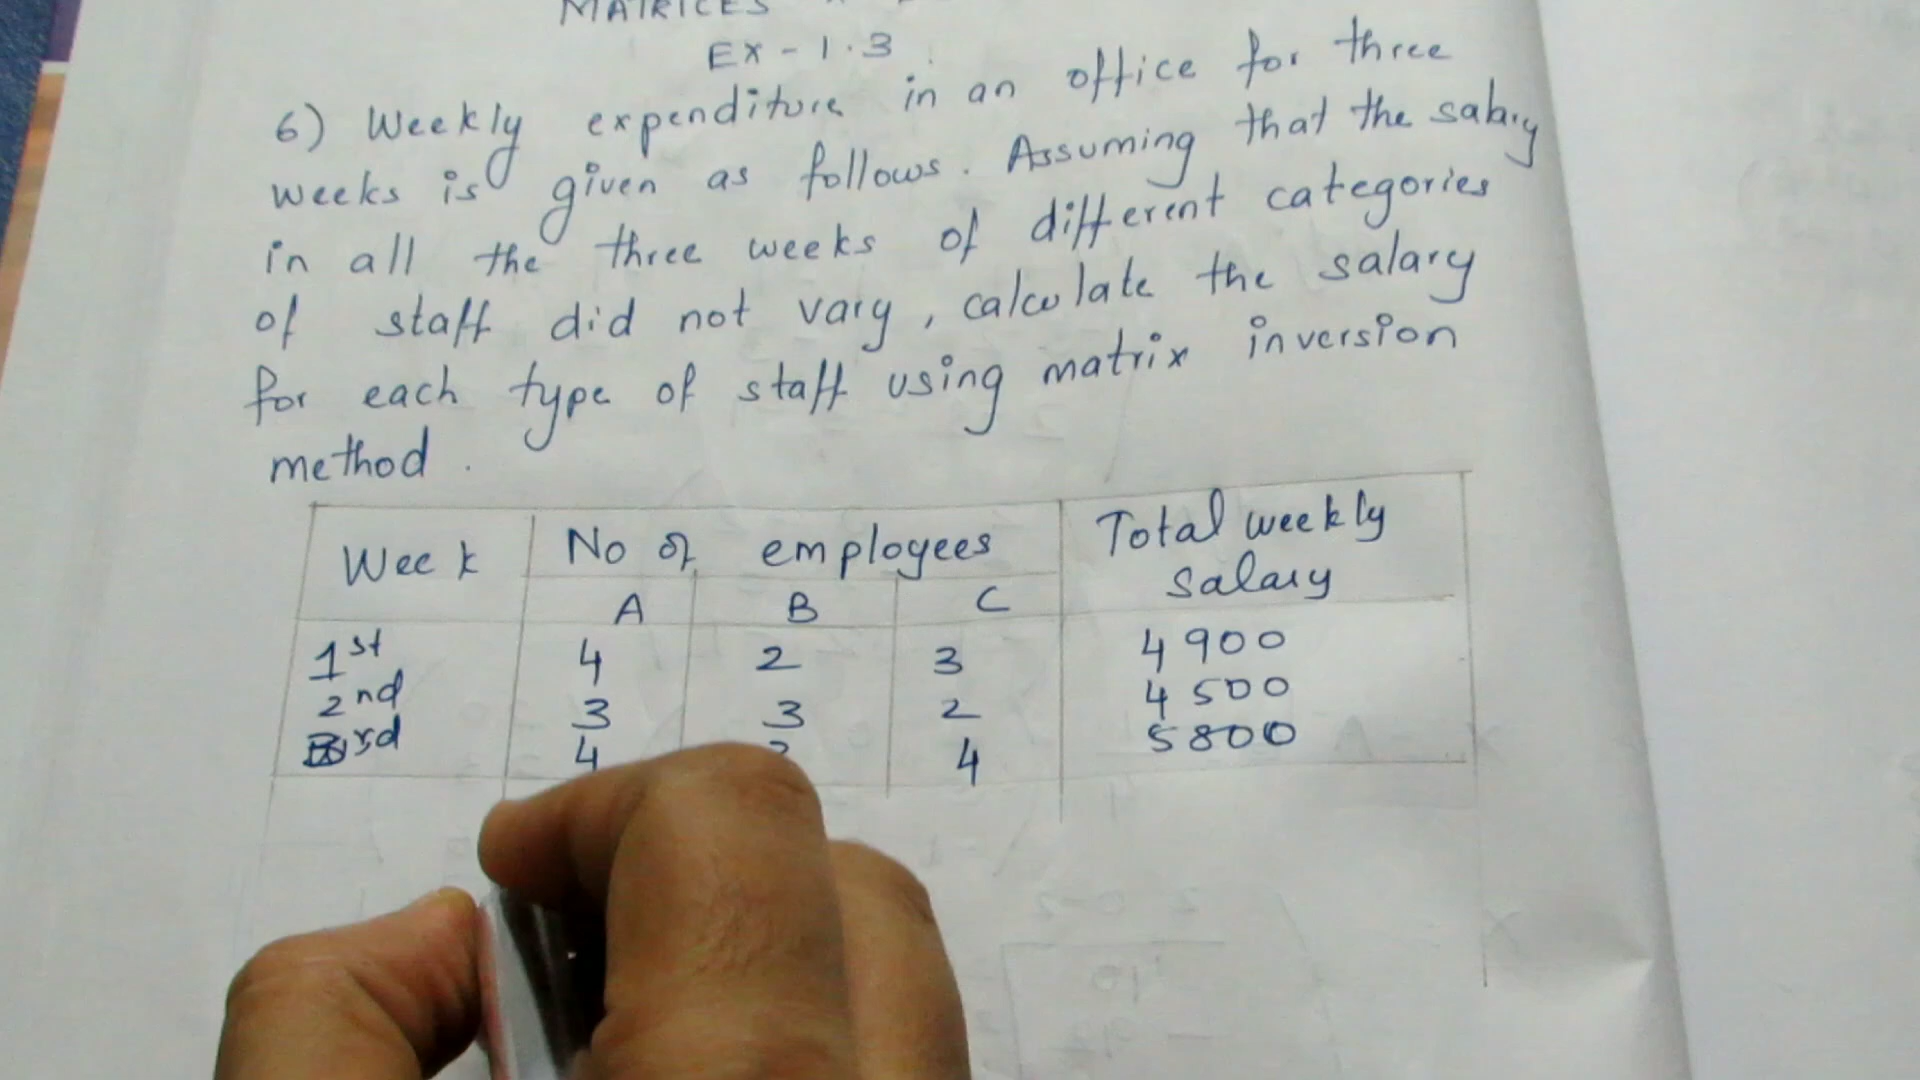 MATRICES
EX - 1.3
6) Weekly expenditure in an office for three
weeks is given as follows. Assuming that the salary
in all the three weeks of different categories
of staff did not vary, calculate the salary
for each type of staff using matrix inversion
method.
Week No of employees Total weekly salary
A B C
1st 4 2 3 4900
2nd 3 3 2 4500
3rd 4 4 5800